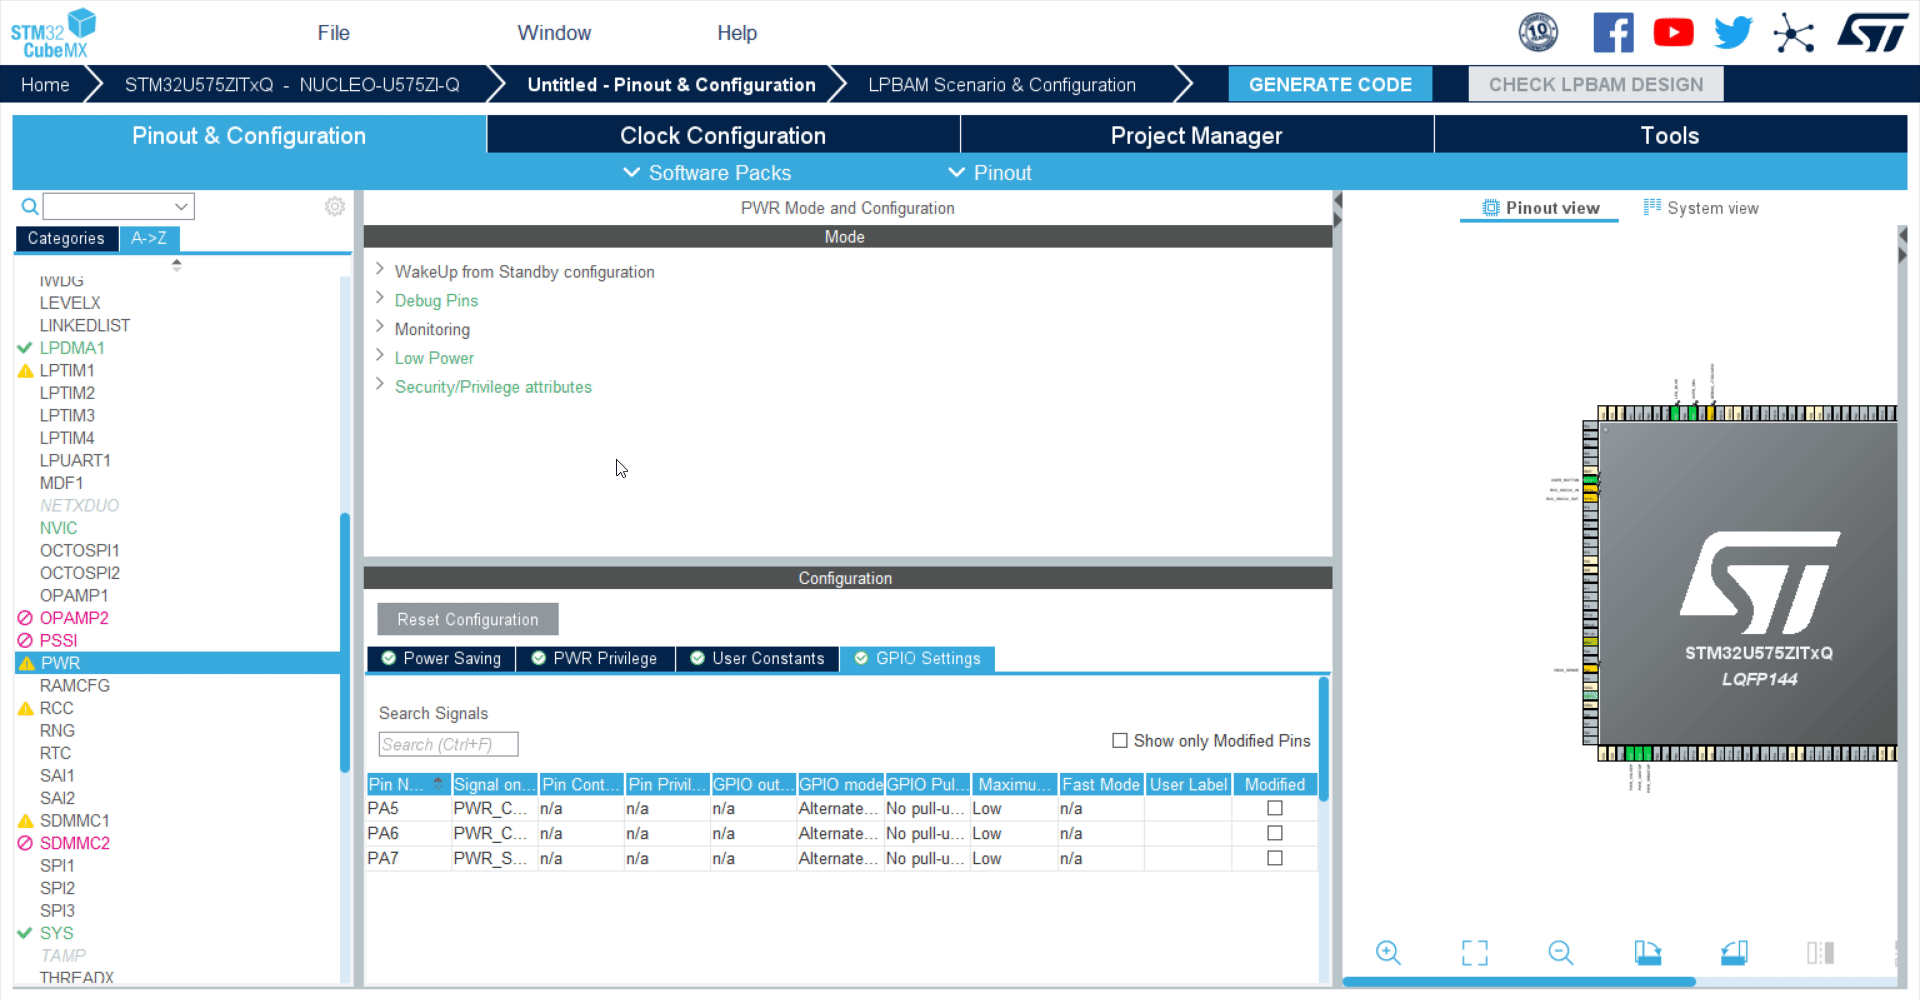 STM32
CubeMX
File
Window
Help
10
Home
STM32U575ZITxQ - NUCLEO-U575ZI-Q
Untitled - Pinout & Configuration
LPBAM Scenario & Configuration
GENERATE CODE
CHECK LPBAM DESIGN
Pinout & Configuration
Clock Configuration
Project Manager
Tools
Software Packs
Pinout
Categories
A->Z
IWDG
LEVELX
LINKEDLIST
LPDMA1
LPTIM1
LPTIM2
LPTIM3
LPTIM4
LPUART1
MDF1
NETXDUO
NVIC
OCTOSPI1
OCTOSPI2
OPAMP1
OPAMP2
PSSI
PWR
RAMCFG
RCC
RNG
RTC
SAI1
SAI2
SDMMC1
SDMMC2
SPI1
SPI2
SPI3
SYS
TAMP
THREADX
PWR Mode and Configuration
Mode
WakeUp from Standby configuration
Debug Pins
Monitoring
Low Power
Security/Privilege attributes
Configuration
Reset Configuration
Power Saving
PWR Privilege
User Constants
GPIO Settings
Search Signals
Search (Ctrl+F)
Show only Modified Pins
Pin N... Signal on... Pin Cont... Pin Privil... GPIO out... GPIO mode GPIO Pul... Maximu... Fast Mode User Label Modified
PA5 PWR_C... n/a n/a n/a Alternate... No pull-u... Low n/a
PA6 PWR_C... n/a n/a n/a Alternate... No pull-u... Low n/a
PA7 PWR_S... n/a n/a n/a Alternate... No pull-u... Low n/a
Pinout view
System view
STM32U575ZITxQ
LQFP144